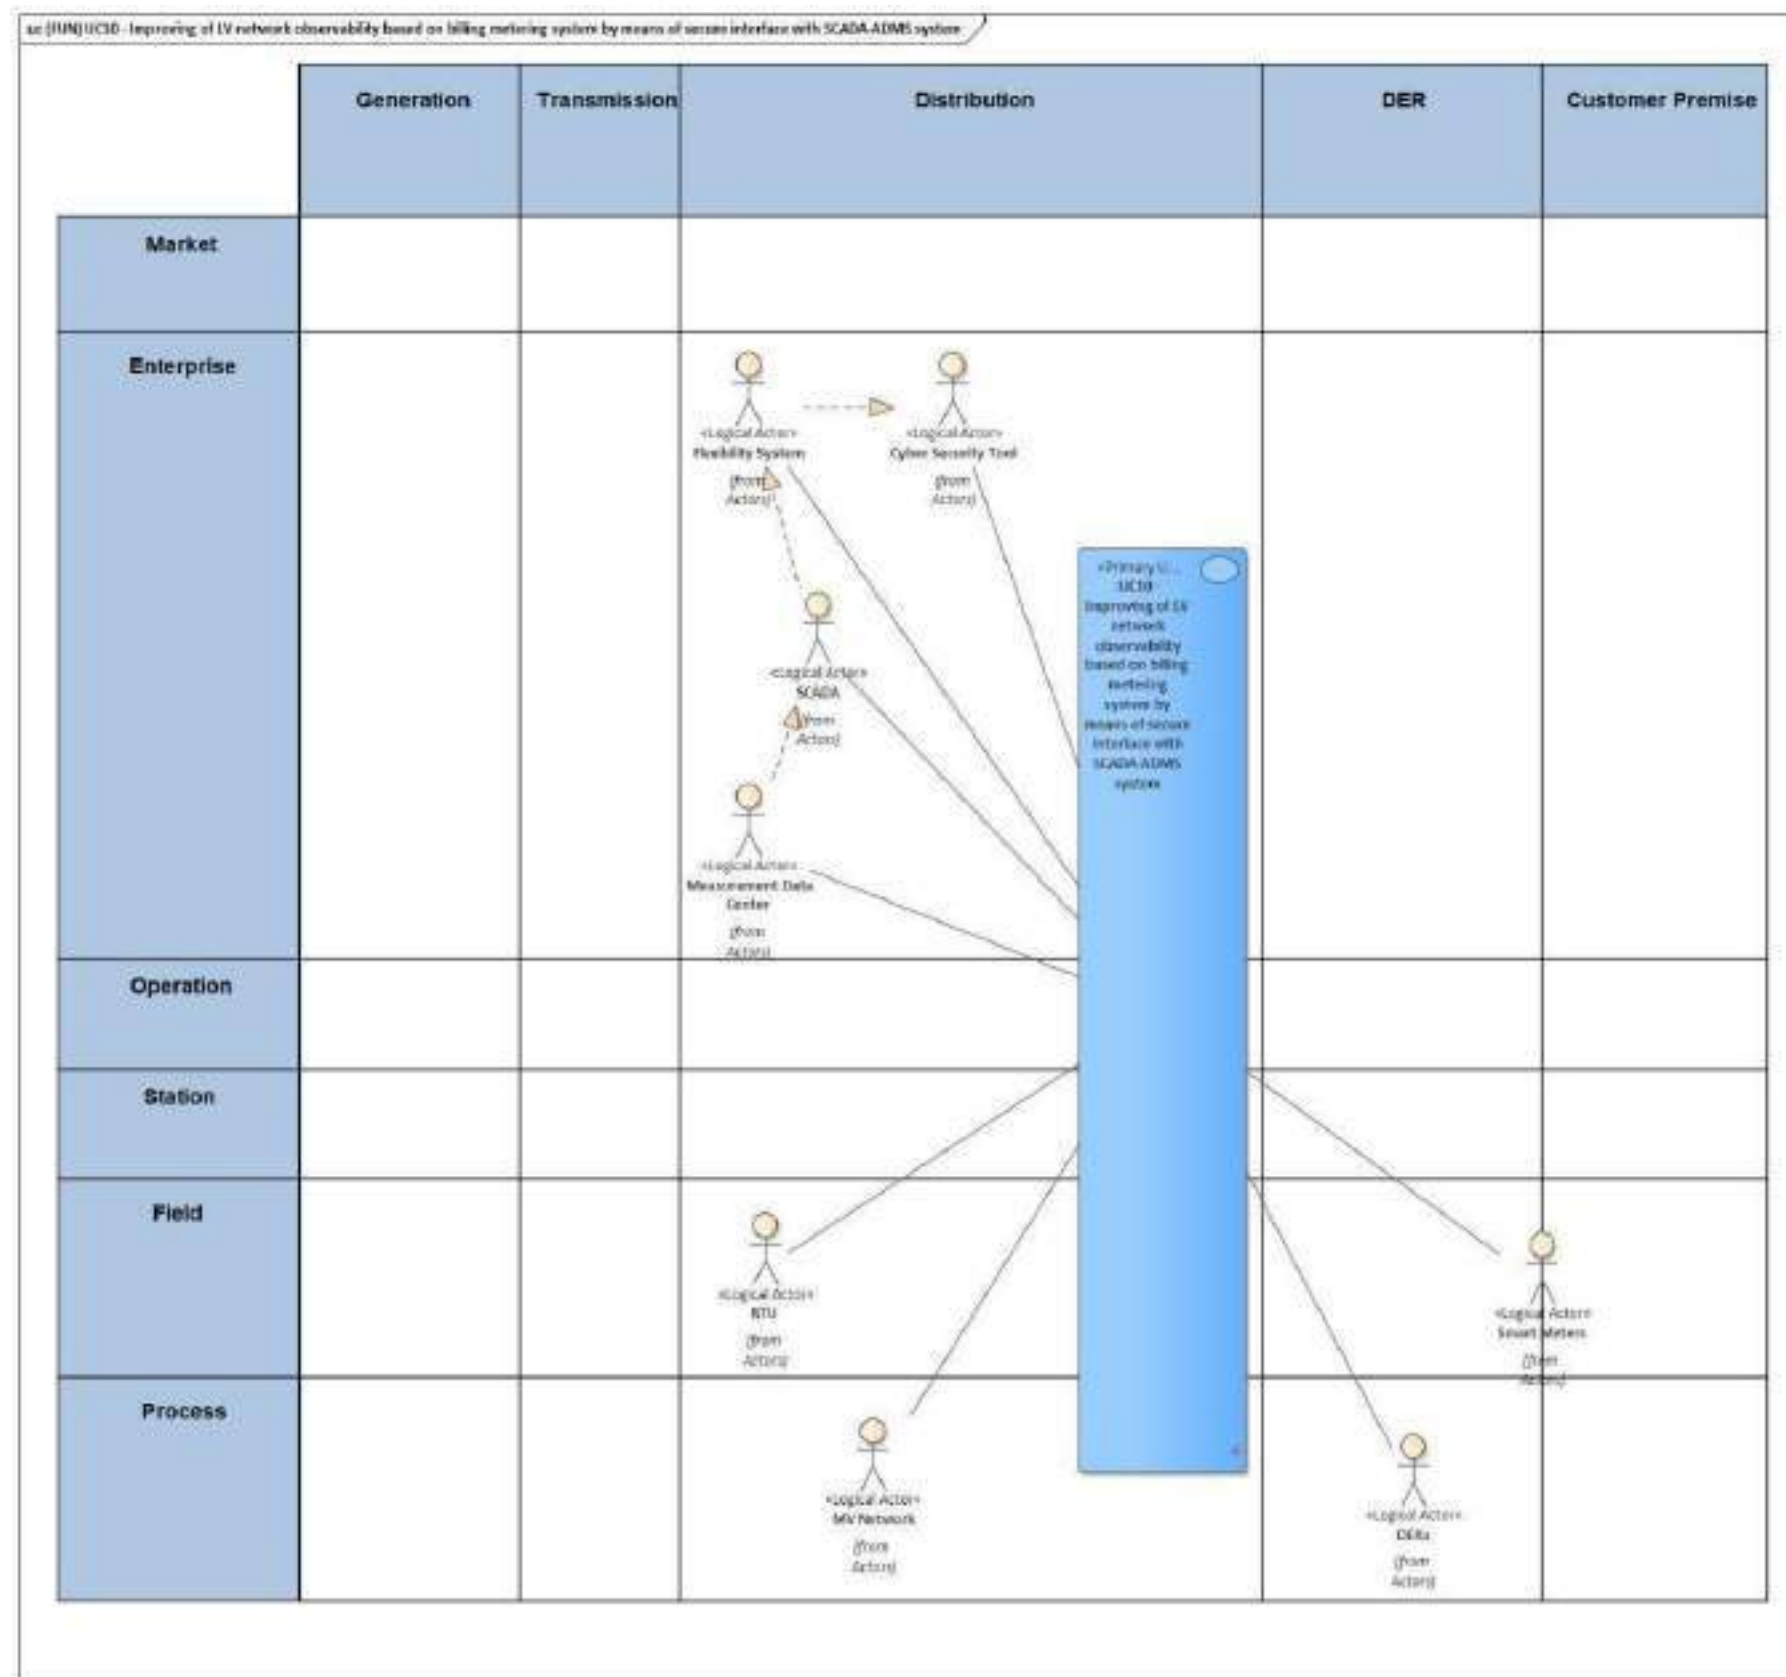 uc [FUN] UC10 - Improving of LV network observability based on billing metering system by means of secure interface with SCADA-ADMS system
Generation
Transmission
Distribution
DER
Customer Premise
Market
Enterprise
«Logical Actor»
Flexibility System
(from
Actors)
«Logical Actor»
Cyber Security Tool
(from
Actors)
«Primary U...
UC10
Improving of LV
network
observability
based on billing
metering
system by
means of secure
interface with
SCADA-ADMS
system
«Logical Actor»
SCADA
(from
Actors)
«Logical Actor»
Measurement Data
Center
(from
Actors)
Operation
Station
Field
«Logical Actor»
RTU
(from
Actors)
«Logical Actor»
Smart Meters
(from
Actors)
Process
«Logical Actor»
MV Network
(from
Actors)
«Logical Actor»
DERs
(from
Actors)